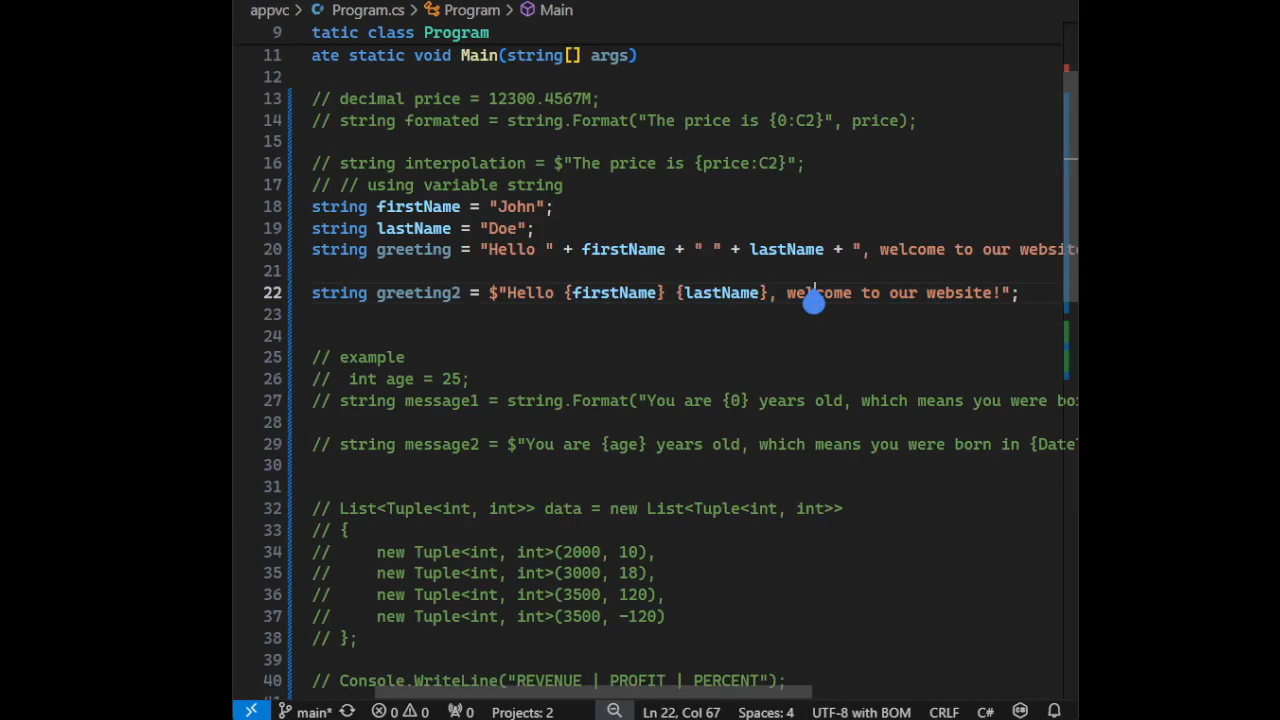 appvc > Program.cs > Program > Main
9 tatic class Program
11 ate static void Main(string[] args)
12
13 // decimal price = 12300.4567M;
14 // string formated = string.Format("The price is {0:C2}", price);
15
16 // string interpolation = $"The price is {price:C2}";
17 // // using variable string
18 string firstName = "John";
19 string lastName = "Doe";
20 string greeting = "Hello " + firstName + " " + lastName + ", welcome to our website
21
22 string greeting2 = $"Hello {firstName} {lastName}, welcome to our website!";
23
24
25 // example
26 //  int age = 25;
27 // string message1 = string.Format("You are {0} years old, which means you were bo
28
29 // string message2 = $"You are {age} years old, which means you were born in {Date
30
31
32 // List<Tuple<int, int>> data = new List<Tuple<int, int>>
33 // {
34 //     new Tuple<int, int>(2000, 10),
35 //     new Tuple<int, int>(3000, 18),
36 //     new Tuple<int, int>(3500, 120),
37 //     new Tuple<int, int>(3500, -120)
38 // };
39
40 // Console.WriteLine("REVENUE | PROFIT | PERCENT");
main* 0 0 0 Projects: 2 Ln 22, Col 67 Spaces: 4 UTF-8 with BOM CRLF C#